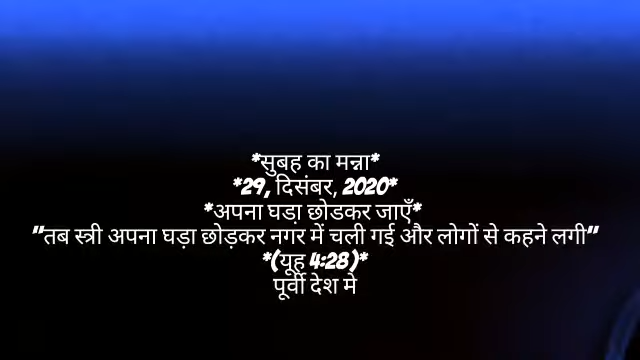 *सुबह का मन्ना*
*29, दिसंबर, 2020*
*अपना घडा़ छोडकर जाएँ*
"तब स्त्री अपना घड़ा छोड़कर नगर में चली गई और लोगों से कहने लगी"
*(यूह 4:28)*
पूर्वी देश मे